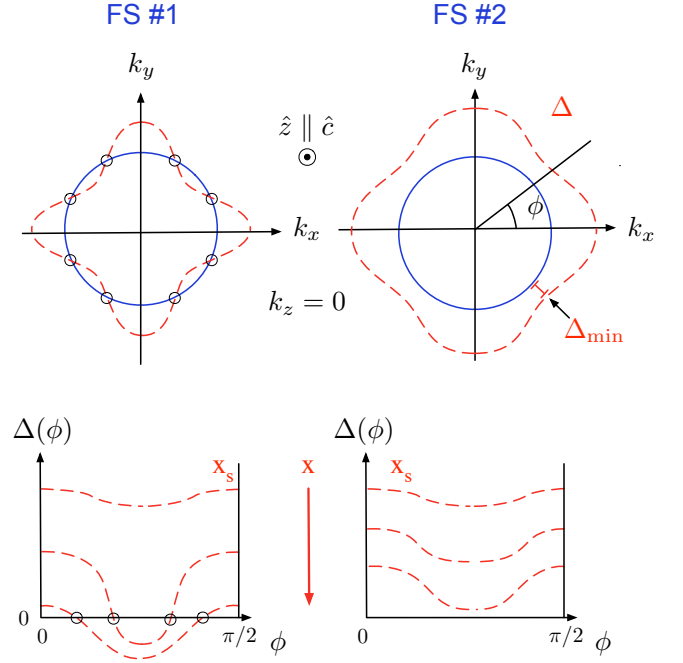 FS #1
FS #2
k_y
k_y
ẑ ∥ ĉ
Δ
ϕ
k_x
k_x
k_z = 0
Δ_min
Δ(ϕ)
Δ(ϕ)
x_s
x
x_s
0
0
π/2
ϕ
0
π/2
ϕ